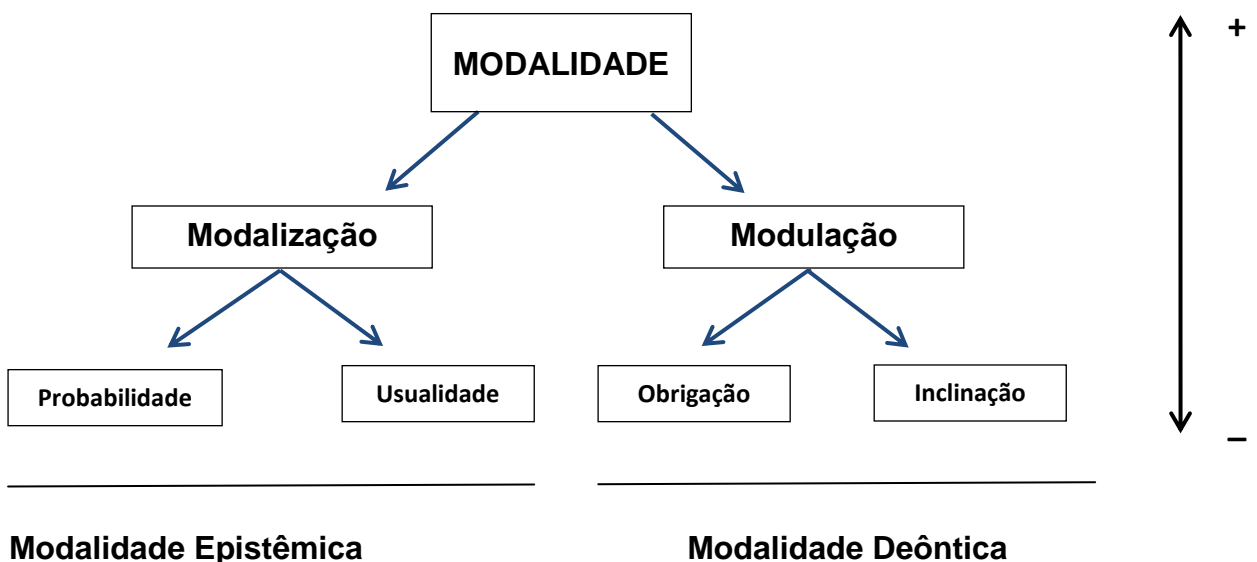 +
MODALIDADE
Modalização
Modulação
Probabilidade
Usualidade
Obrigação
Inclinação
–
Modalidade Epistêmica
Modalidade Deôntica